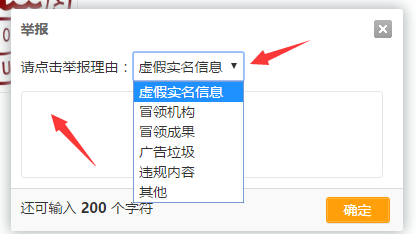 举报
请点击举报理由：虚假实名信息
虚假实名信息
冒领机构
冒领成果
广告垃圾
违规内容
其他
还可输入 200 个字符
确定